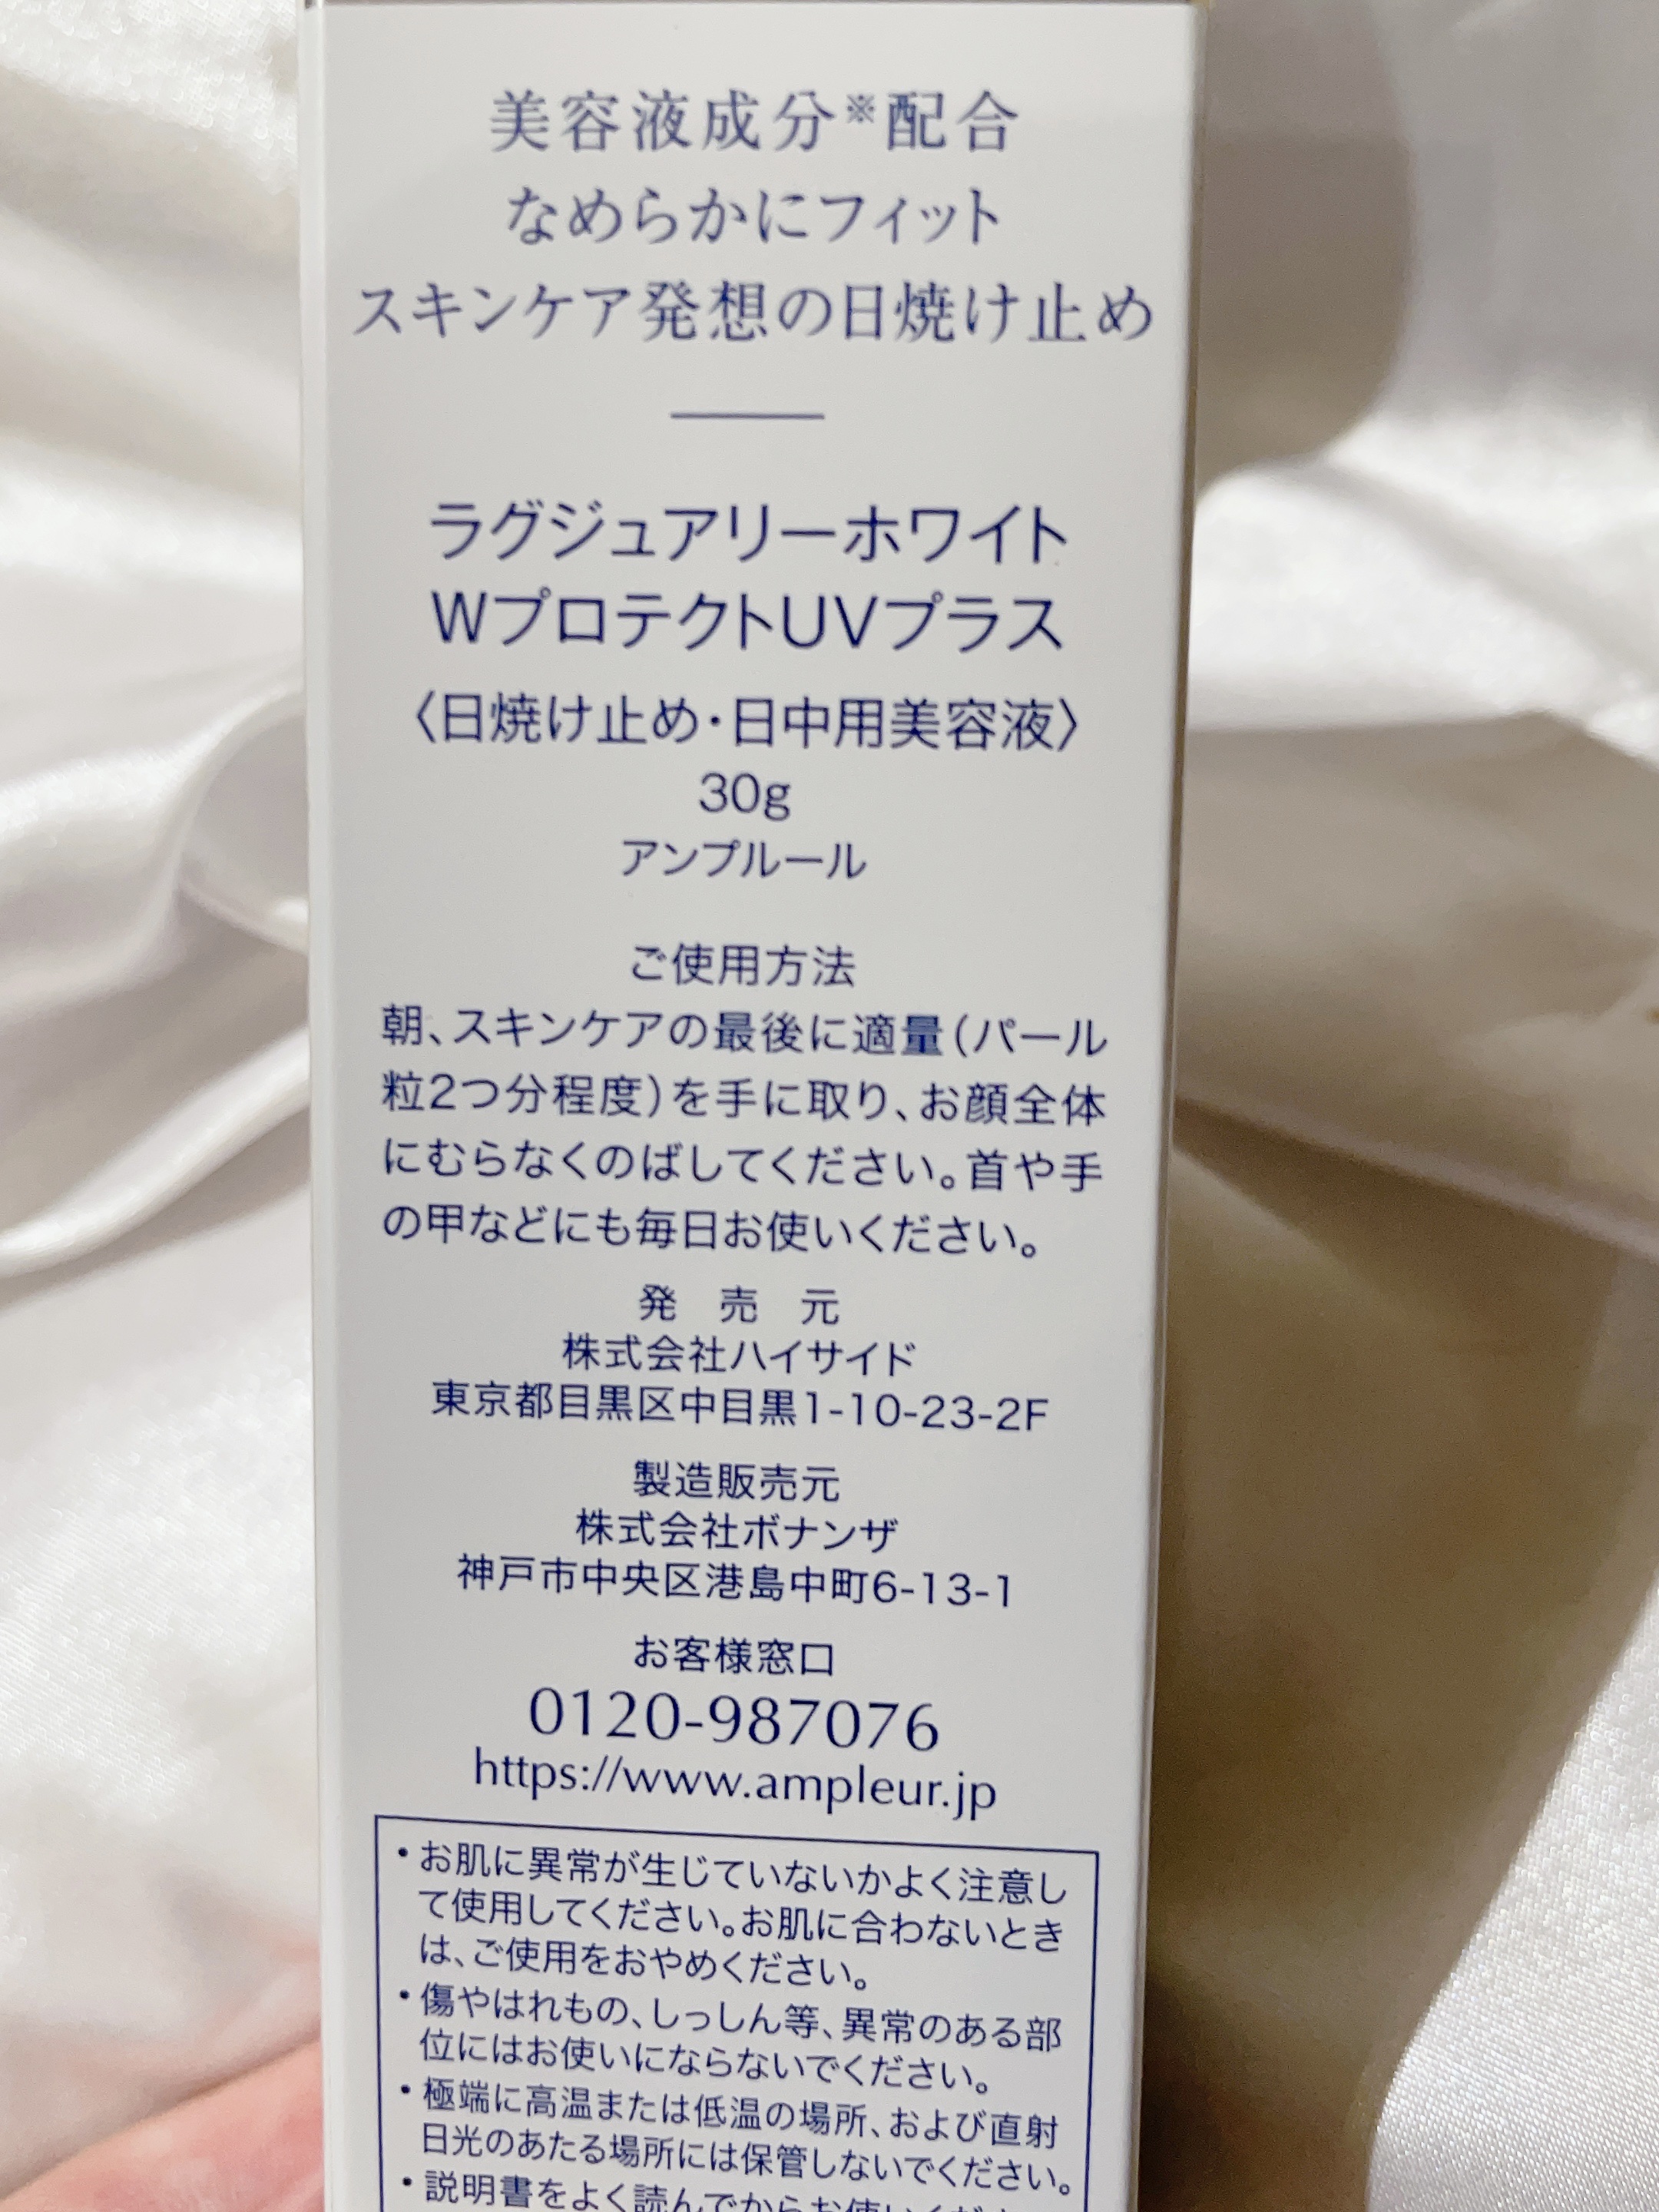 美容液成分※配合
なめらかにフィット
スキンケア発想の日焼け止め
ラグジュアリーホワイト
WプロテクトUVプラス
〈日焼け止め・日中用美容液〉
30g
アンプルール
ご使用方法
朝、スキンケアの最後に適量(パール
粒2つ分程度)を手に取り、お顔全体
にむらなくのばしてください。首や手
の甲などにも毎日お使いください。
発 売 元
株式会社ハイサイド
東京都目黒区中目黒1-10-23-2F
製造販売元
株式会社ボナンザ
神戸市中央区港島中町6-13-1
お客様窓口
0120-987076
https://www.ampleur.jp
・お肌に異常が生じていないかよく注意し
て使用してください。お肌に合わないとき
は、ご使用をおやめください。
・傷やはれもの、しっしん等、異常のある部
位にはお使いにならないでください。
・極端に高温または低温の場所、および直射
日光のあたる場所には保管しないでください。
・説明書をよく読んでからお使いくだ